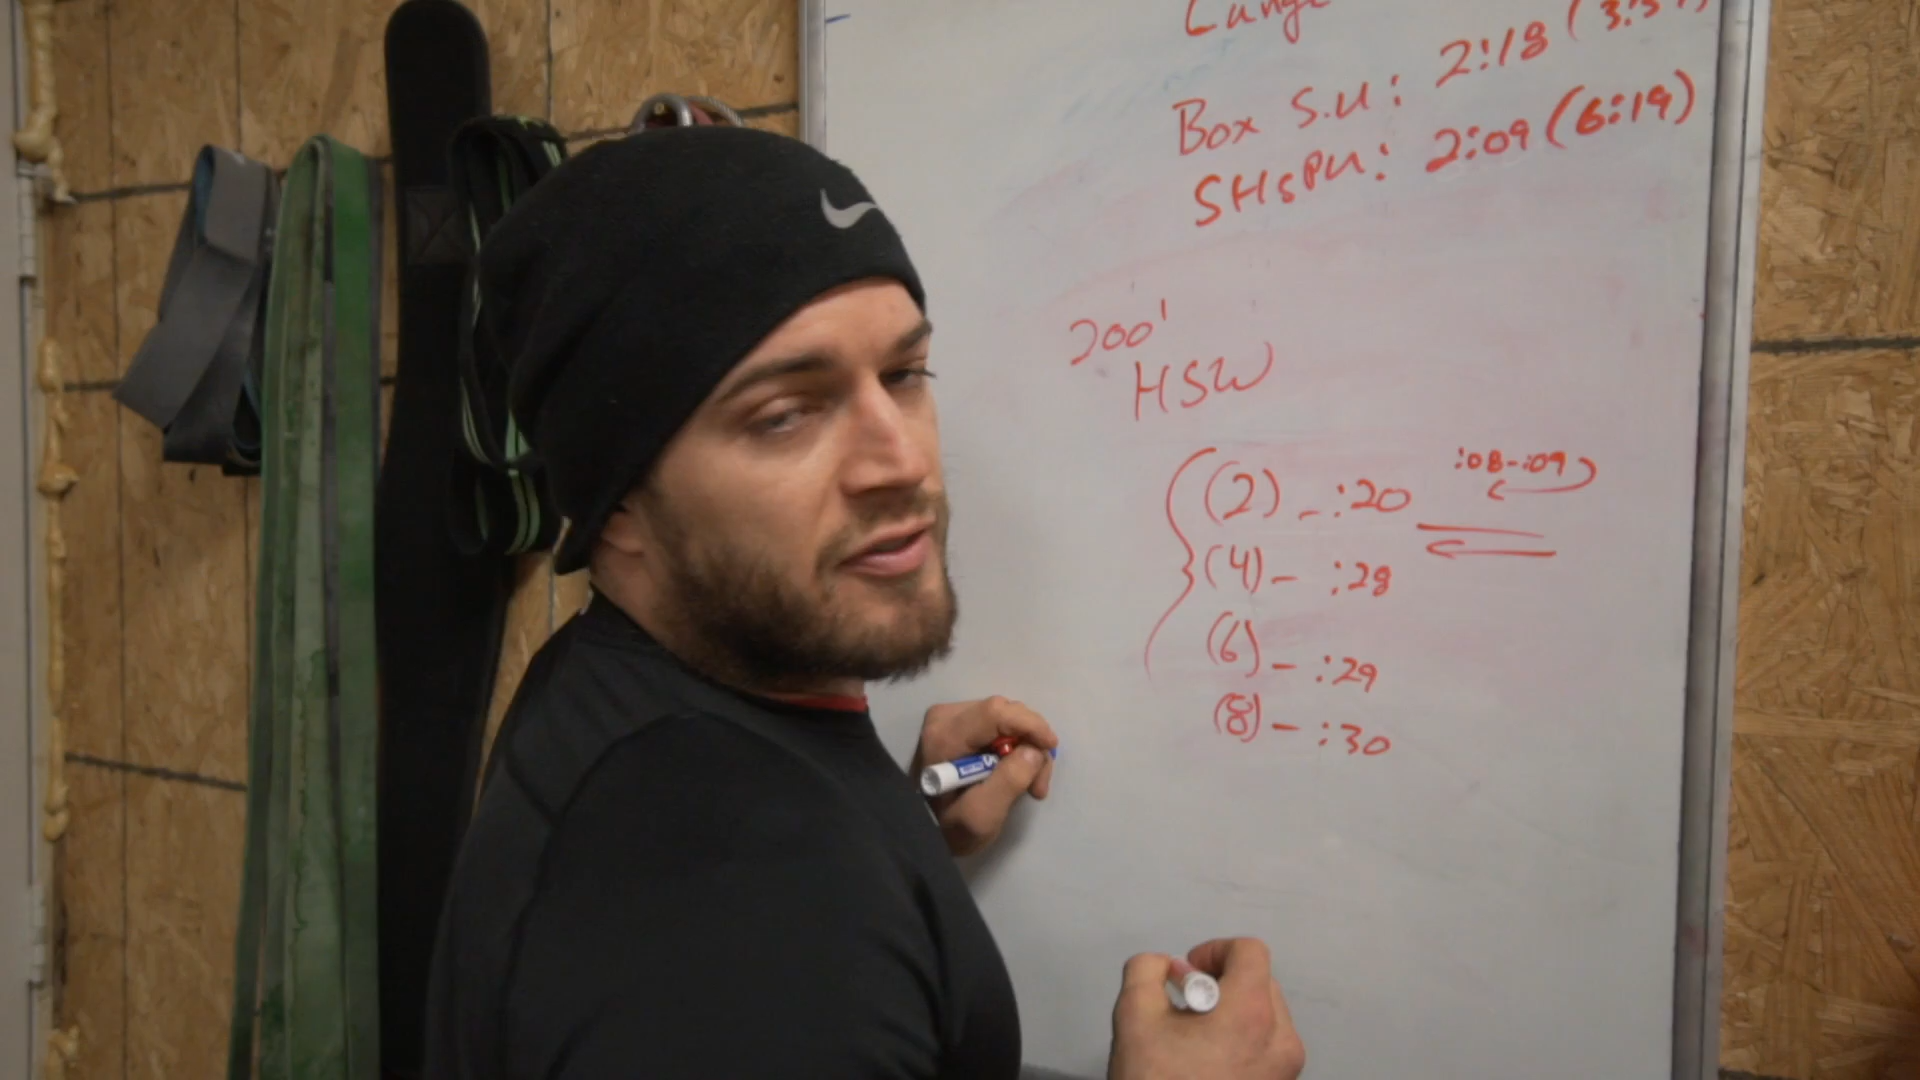 Box S.U: 2:18
SHSPU: 2:09 (6:19)
200'
HSW
(2) - :20 :08-:09
(4) - :28
(6) - :29
(8) - :30